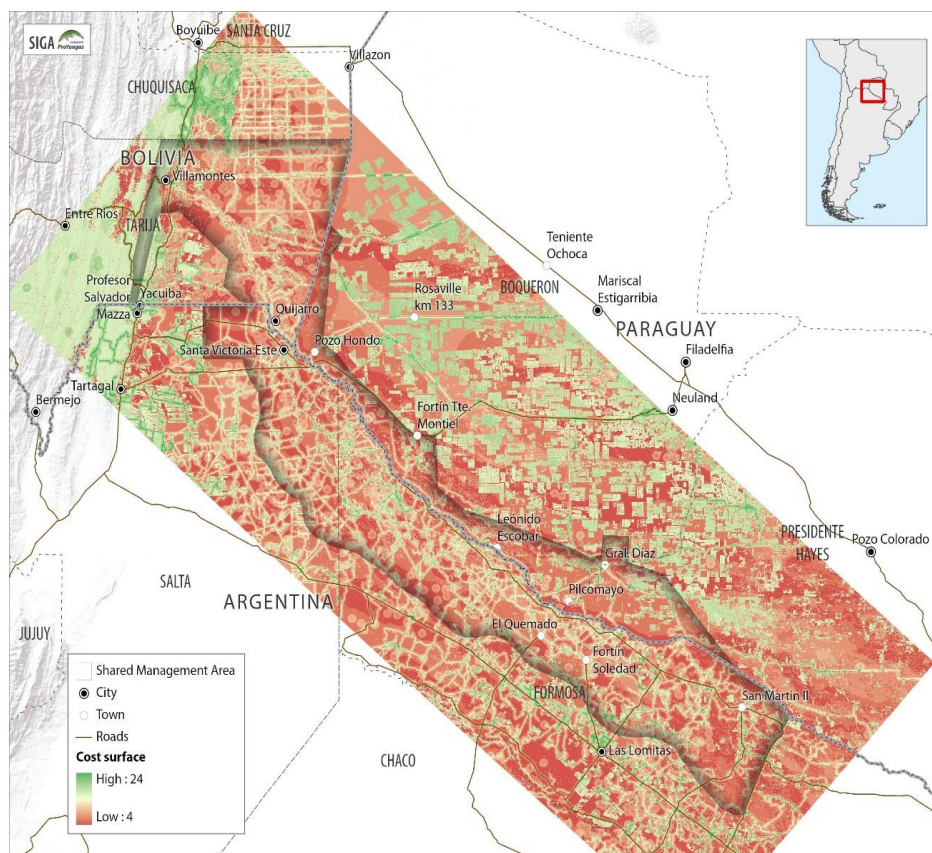 SIGA
ProYungas
Boyuibe
SANTA CRUZ
Villazon
CHUQUISACA
BOLIVIA
Villamontes
Entre Ríos
TARIJA
Teniente
Ochoca
BOQUERON
Mariscal
Estigarribia
Profesor
Salvador
Mazza
Yacuiba
Rosaville
km 133
PARAGUAY
Quijarro
Santa Victoria Este
Pozo Hondo
Filadelfia
Tartagal
Bermejo
Neuland
Fortín Tte.
Montiel
Leónido
Escobar
PRESIDENTE
HAYES
Pozo Colorado
Gral. Díaz
SALTA
Pilcomayo
ARGENTINA
El Quemado
JUJUY
Fortín
Soledad
FORMOSA
San Martin II
Las Lomitas
CHACO
Shared Management Area
City
Town
Roads
Cost surface
High : 24
Low : 4